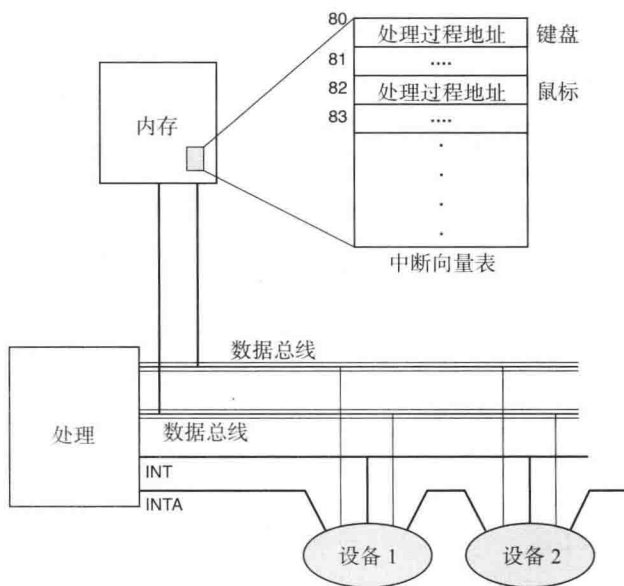 80 处理过程地址 键盘
81 ....
82 处理过程地址 鼠标
83 ....
.
.
.
.
中断向量表
内存
数据总线
处理
数据总线
INT
INTA
设备 1
设备 2